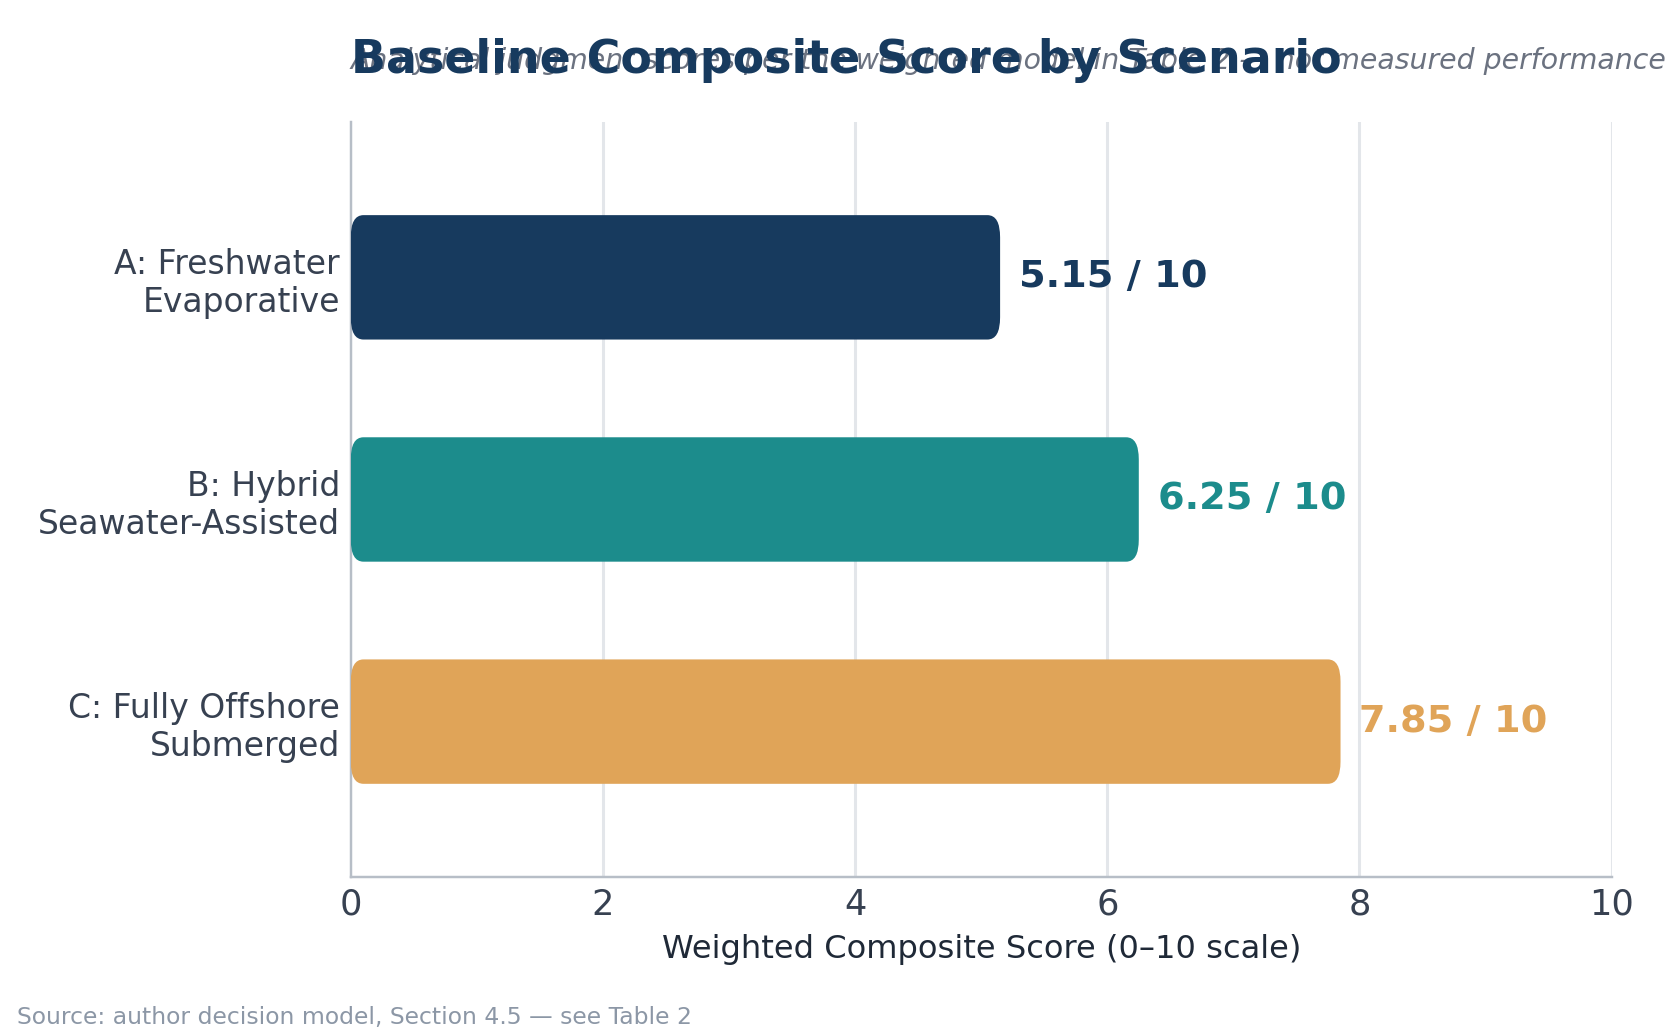 Baseline Composite Score by Scenario
Analytical judgment scores per the weighted model in Table 2 — not measured performance
A: Freshwater
Evaporative
5.15 / 10
B: Hybrid
Seawater-Assisted
6.25 / 10
C: Fully Offshore
Submerged
7.85 / 10
0 2 4 6 8 10
Weighted Composite Score (0–10 scale)
Source: author decision model, Section 4.5 — see Table 2